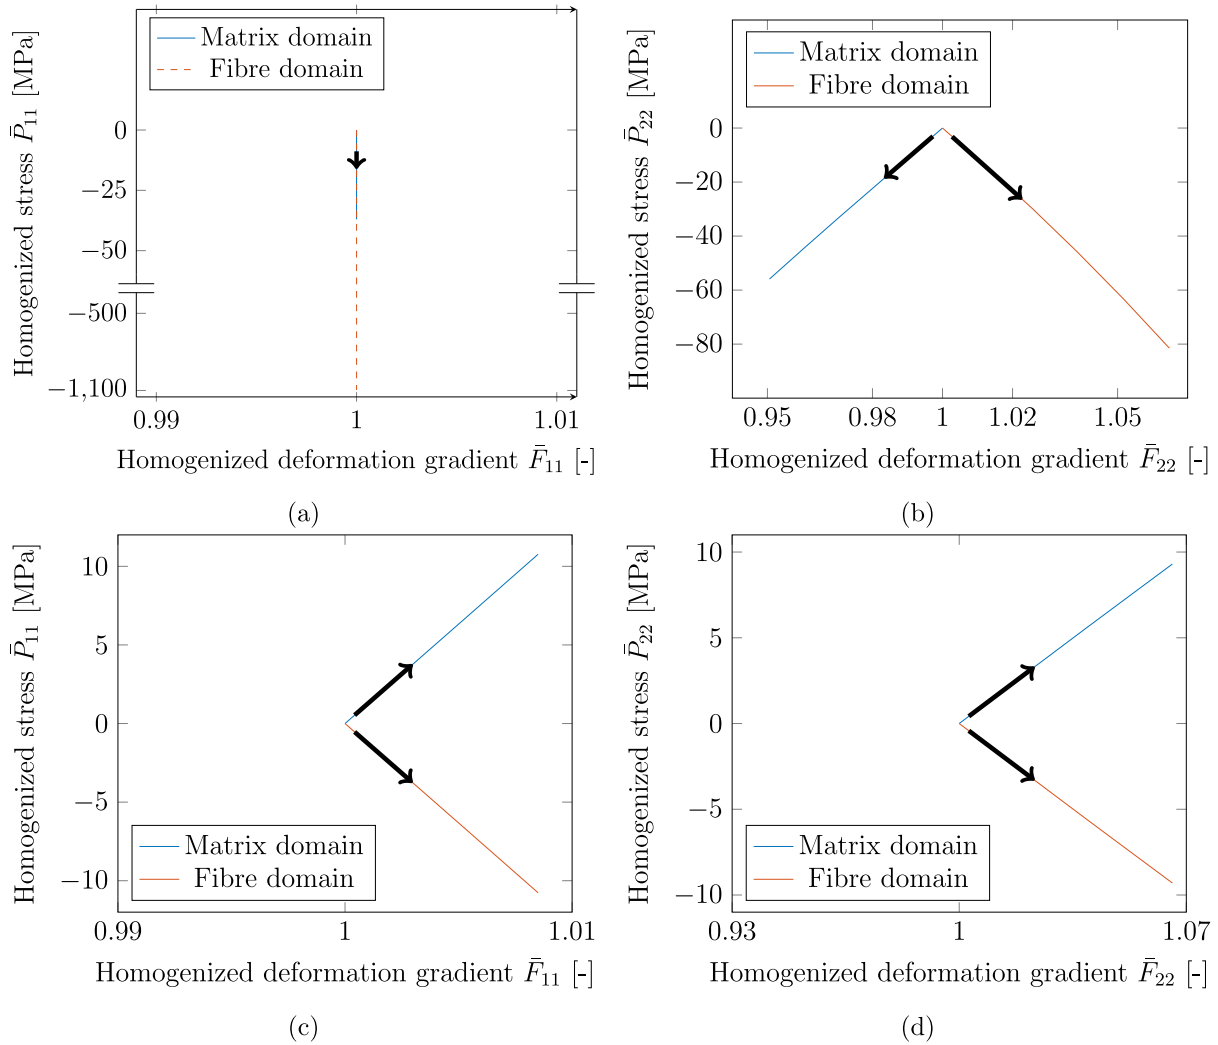 Homogenized stress P̄₁₁ [MPa]
Matrix domain
Fibre domain
0
−25
−50
−500
−1,100
0.99
1
1.01
Homogenized deformation gradient F̄₁₁ [-]
(a)
Homogenized stress P̄₂₂ [MPa]
Matrix domain
Fibre domain
0
−20
−40
−60
−80
0.95
0.98
1
1.02
1.05
Homogenized deformation gradient F̄₂₂ [-]
(b)
Homogenized stress P̄₁₁ [MPa]
10
5
0
−5
−10
Matrix domain
Fibre domain
0.99
1
1.01
Homogenized deformation gradient F̄₁₁ [-]
(c)
Homogenized stress P̄₂₂ [MPa]
10
5
0
−5
−10
Matrix domain
Fibre domain
0.93
1
1.07
Homogenized deformation gradient F̄₂₂ [-]
(d)